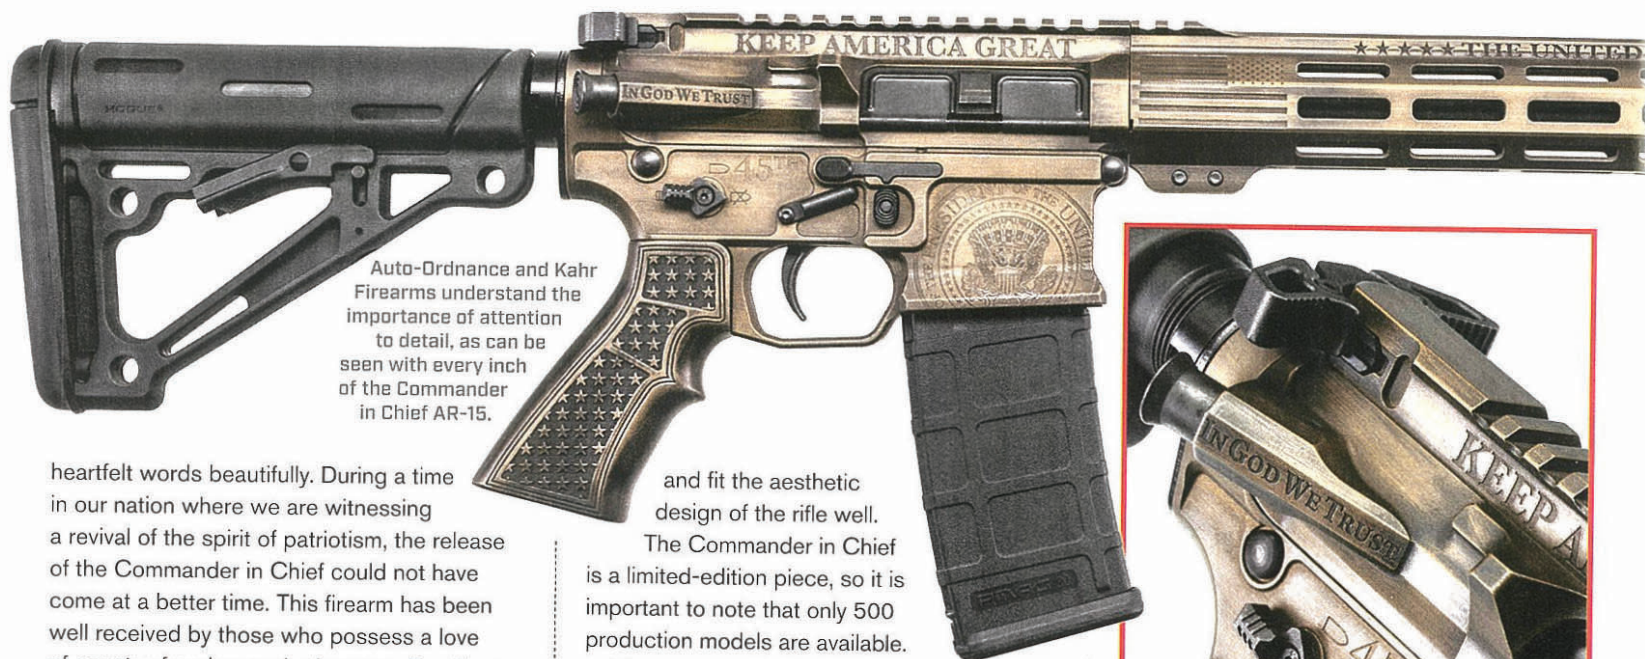 HOGUE
KEEP AMERICA GREAT
★★★★★ THE UNITED
IN GOD WE TRUST
45TH
PRESIDENT OF THE UNITED
Auto-Ordnance and Kahr
Firearms understand the
importance of attention
to detail, as can be
seen with every inch
of the Commander
in Chief AR-15.
heartfelt words beautifully. During a time
in our nation where we are witnessing
a revival of the spirit of patriotism, the release
of the Commander in Chief could not have
come at a better time. This firearm has been
well received by those who possess a love
and fit the aesthetic
design of the rifle well.
The Commander in Chief
is a limited-edition piece, so it is
important to note that only 500
production models are available.
IN GOD WE TRUST
KEEP A
45